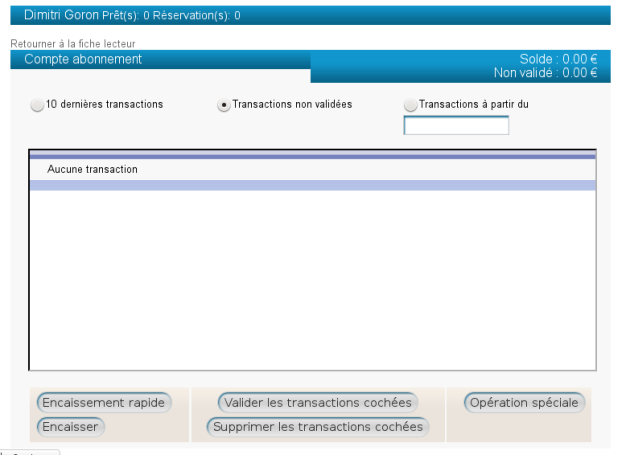 Dimitri Goron Prêt(s): 0 Réservation(s): 0
Retourner à la fiche lecteur
Compte abonnement
Solde : 0.00 €
Non validé : 0.00 €
10 dernières transactions
Transactions non validées
Transactions à partir du
Aucune transaction
Encaissement rapide
Valider les transactions cochées
Opération spéciale
Encaisser
Supprimer les transactions cochées